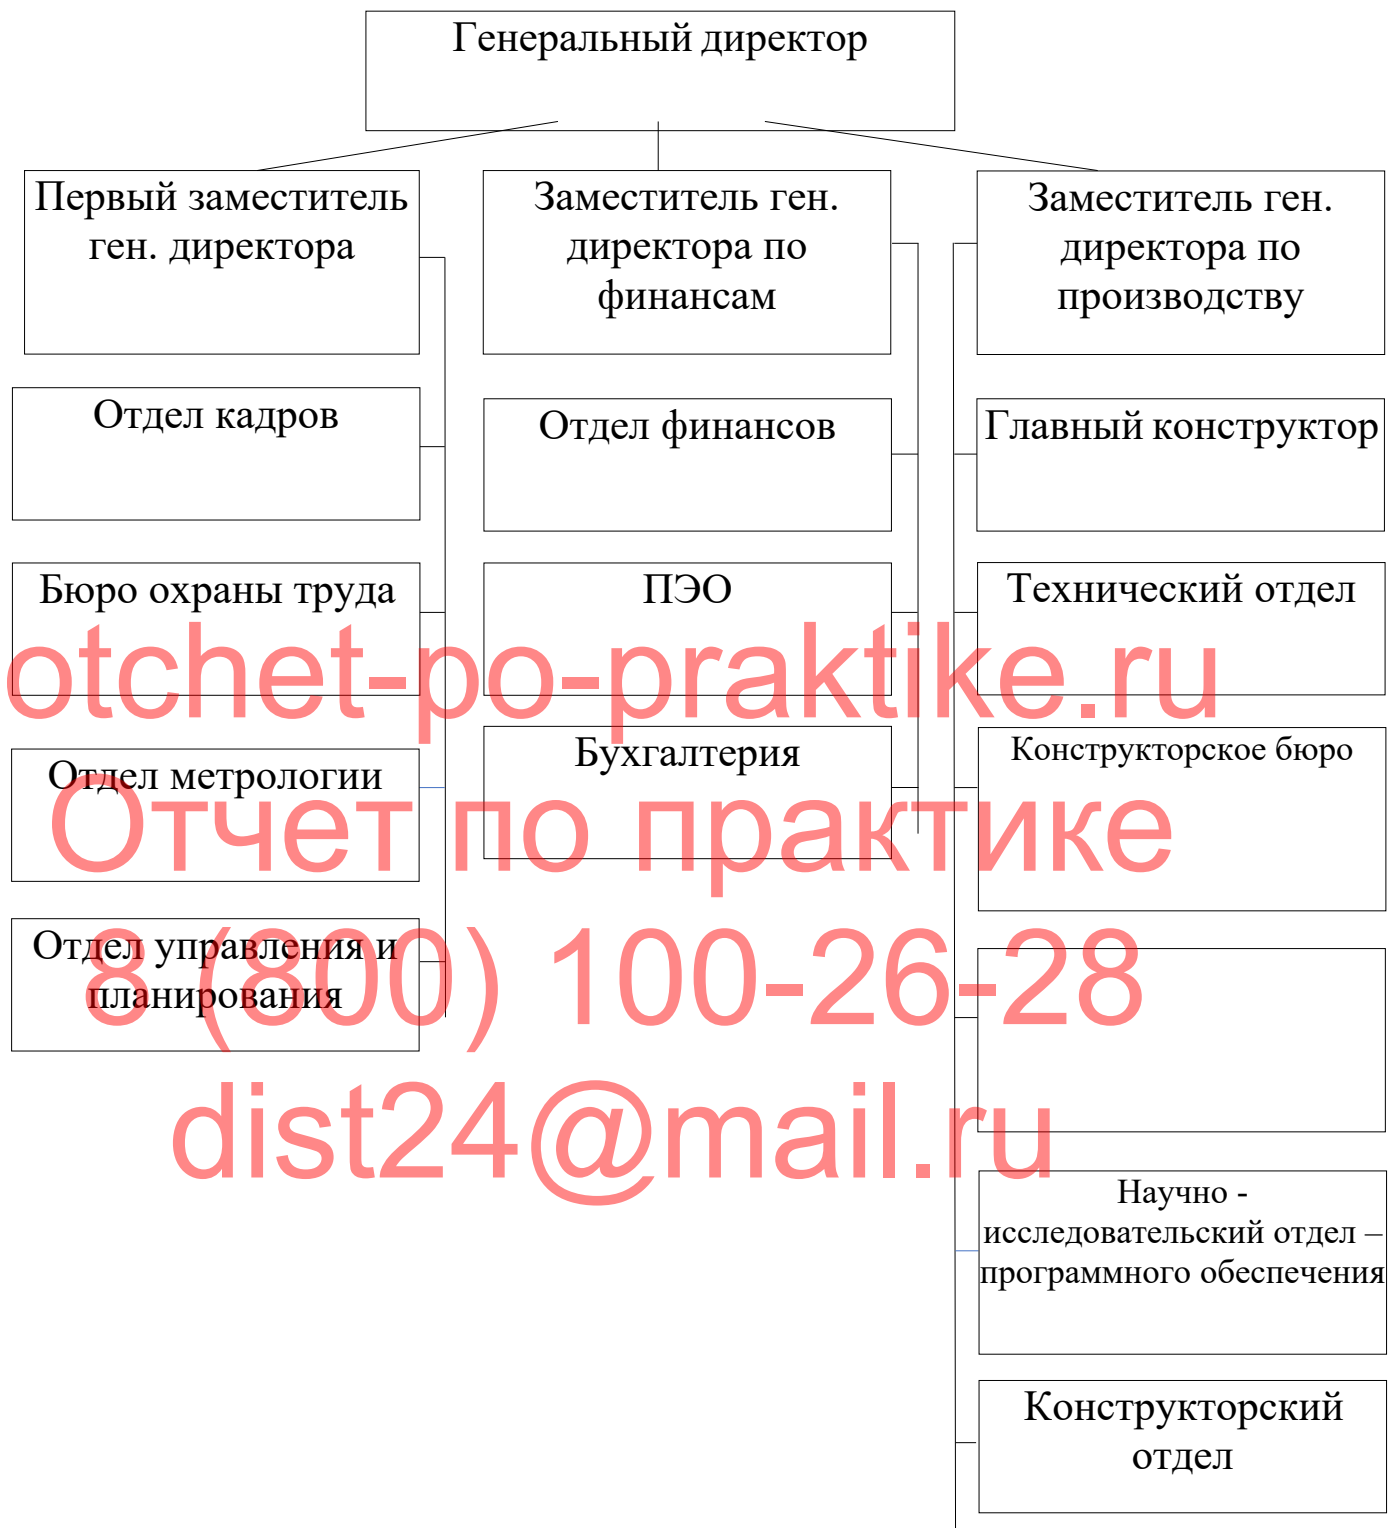 Генеральный директор
Первый заместитель
ген. директора
Заместитель ген.
директора по
финансам
Заместитель ген.
директора по
производству
Отдел кадров
Отдел финансов
Главный конструктор
Бюро охраны труда
ПЭО
Технический отдел
otchet-po-praktike.ru
Отдел метрологии
Бухгалтерия
Конструкторское бюро
Отчет по практике
Отдел управления и
планирования
8 (800) 100-26-28
dist24@mail.ru
Научно -
исследовательский отдел –
программного обеспечения
Конструкторский
отдел